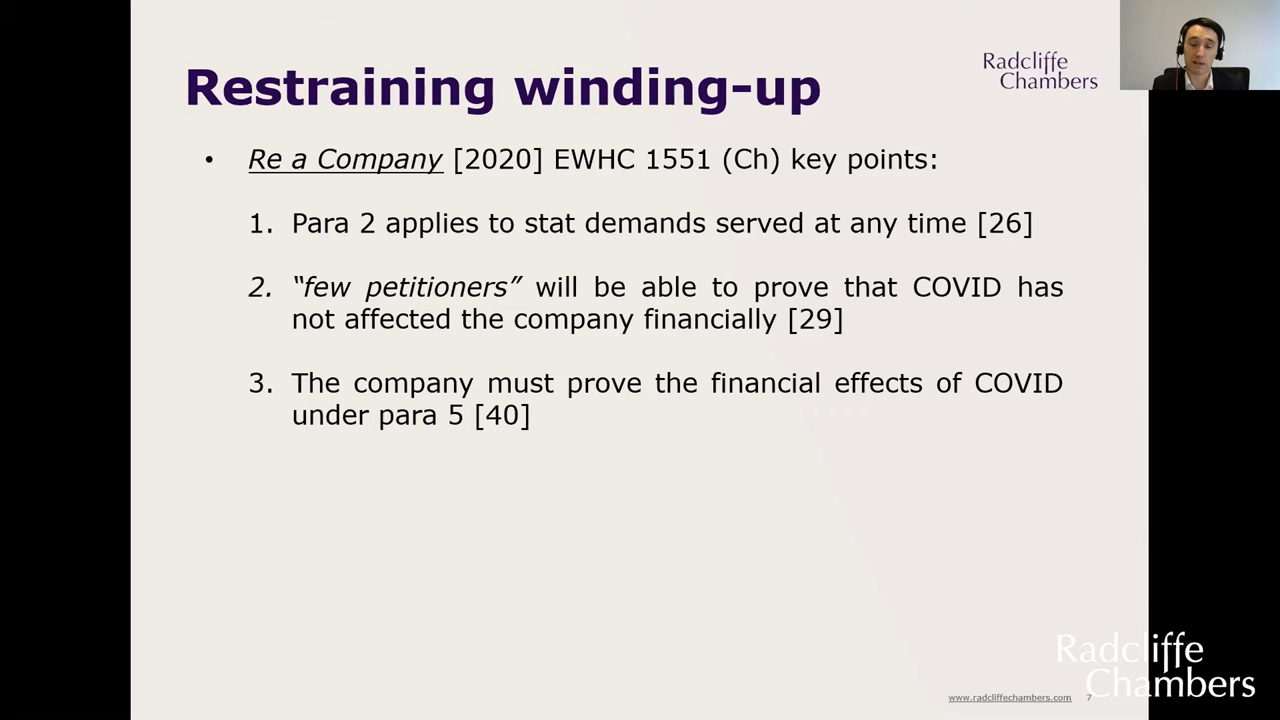 Restraining winding-up
Radcliffe
Chambers
• Re a Company [2020] EWHC 1551 (Ch) key points:
1. Para 2 applies to stat demands served at any time [26]
2. “few petitioners” will be able to prove that COVID has
not affected the company financially [29]
3. The company must prove the financial effects of COVID
under para 5 [40]
www.radcliffechambers.com 7
Radcliffe
Chambers